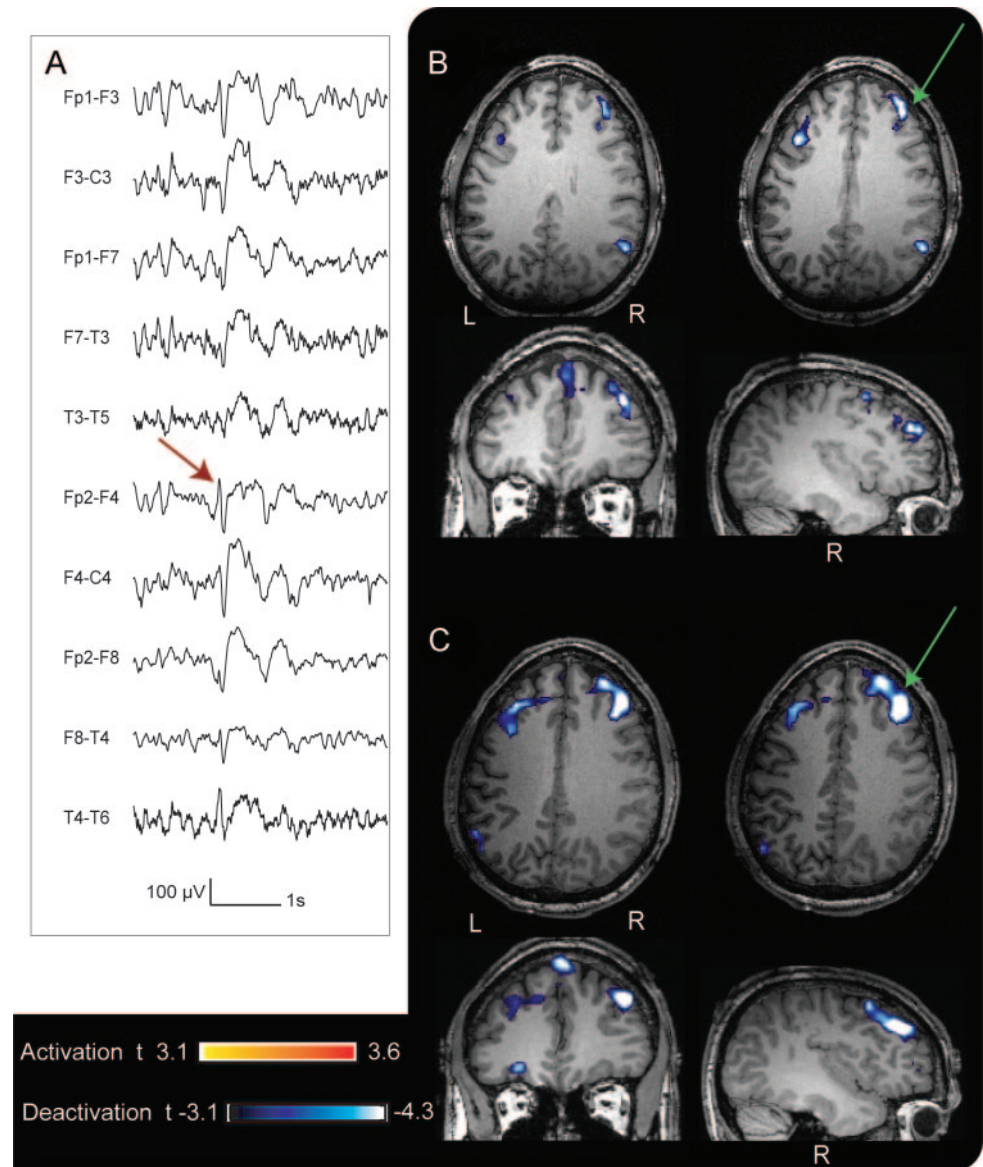 A
Fp1-F3
F3-C3
Fp1-F7
F7-T3
T3-T5
Fp2-F4
F4-C4
Fp2-F8
F8-T4
T4-T6
100 µV
1s
B
L R
R
C
L R
R
Activation t 3.1 3.6
Deactivation t -3.1 -4.3